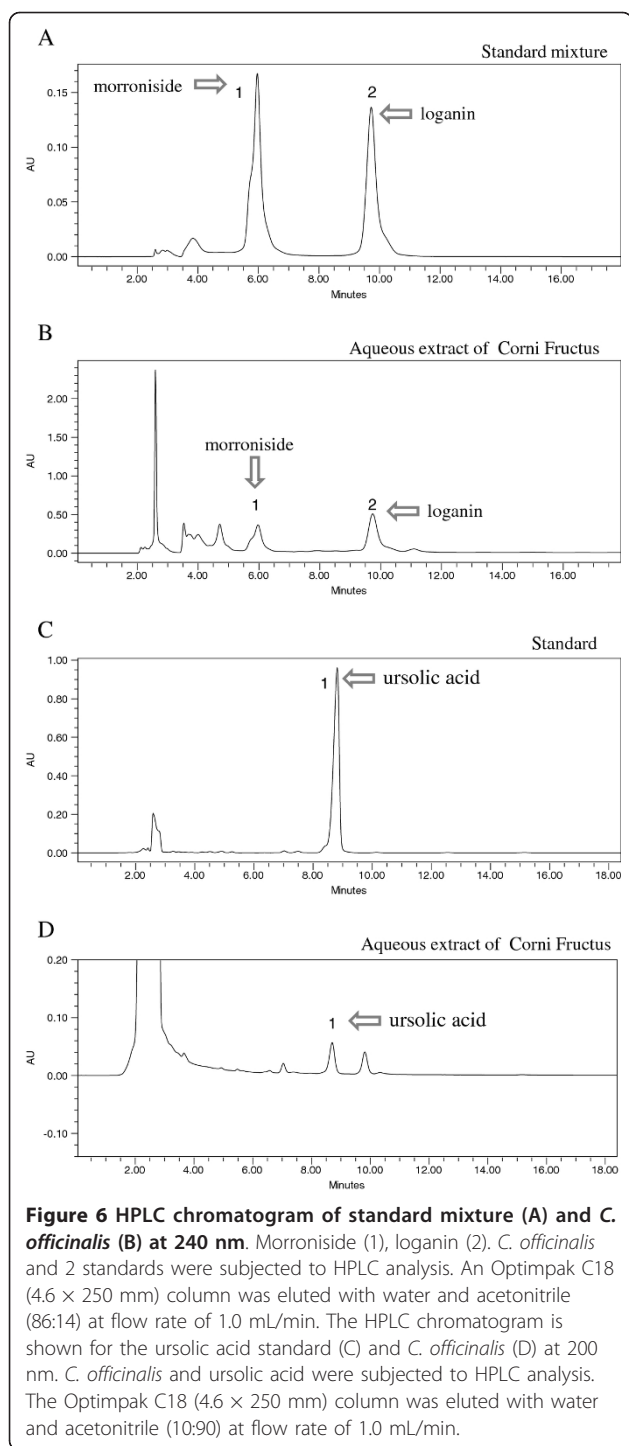 A
Standard mixture
morroniside
1
2
loganin
0.15
0.10
0.05
0.00
AU
2.00 4.00 6.00 8.00 10.00 12.00 14.00 16.00
Minutes
B
Aqueous extract of Corni Fructus
morroniside
1
2
loganin
2.00
1.50
1.00
0.50
0.00
AU
2.00 4.00 6.00 8.00 10.00 12.00 14.00 16.00
Minutes
C
Standard
1
ursolic acid
1.00
0.80
0.60
0.40
0.20
0.00
AU
2.00 4.00 6.00 8.00 10.00 12.00 14.00 16.00 18.00
Minutes
D
Aqueous extract of Corni Fructus
1
ursolic acid
0.20
0.10
0.00
-0.10
AU
2.00 4.00 6.00 8.00 10.00 12.00 14.00 16.00 18.00
Minutes
Figure 6 HPLC chromatogram of standard mixture (A) and C.
officinalis (B) at 240 nm. Morroniside (1), loganin (2). C. officinalis
and 2 standards were subjected to HPLC analysis. An Optimpak C18
(4.6 × 250 mm) column was eluted with water and acetonitrile
(86:14) at flow rate of 1.0 mL/min. The HPLC chromatogram is
shown for the ursolic acid standard (C) and C. officinalis (D) at 200
nm. C. officinalis and ursolic acid were subjected to HPLC analysis.
The Optimpak C18 (4.6 × 250 mm) column was eluted with water
and acetonitrile (10:90) at flow rate of 1.0 mL/min.